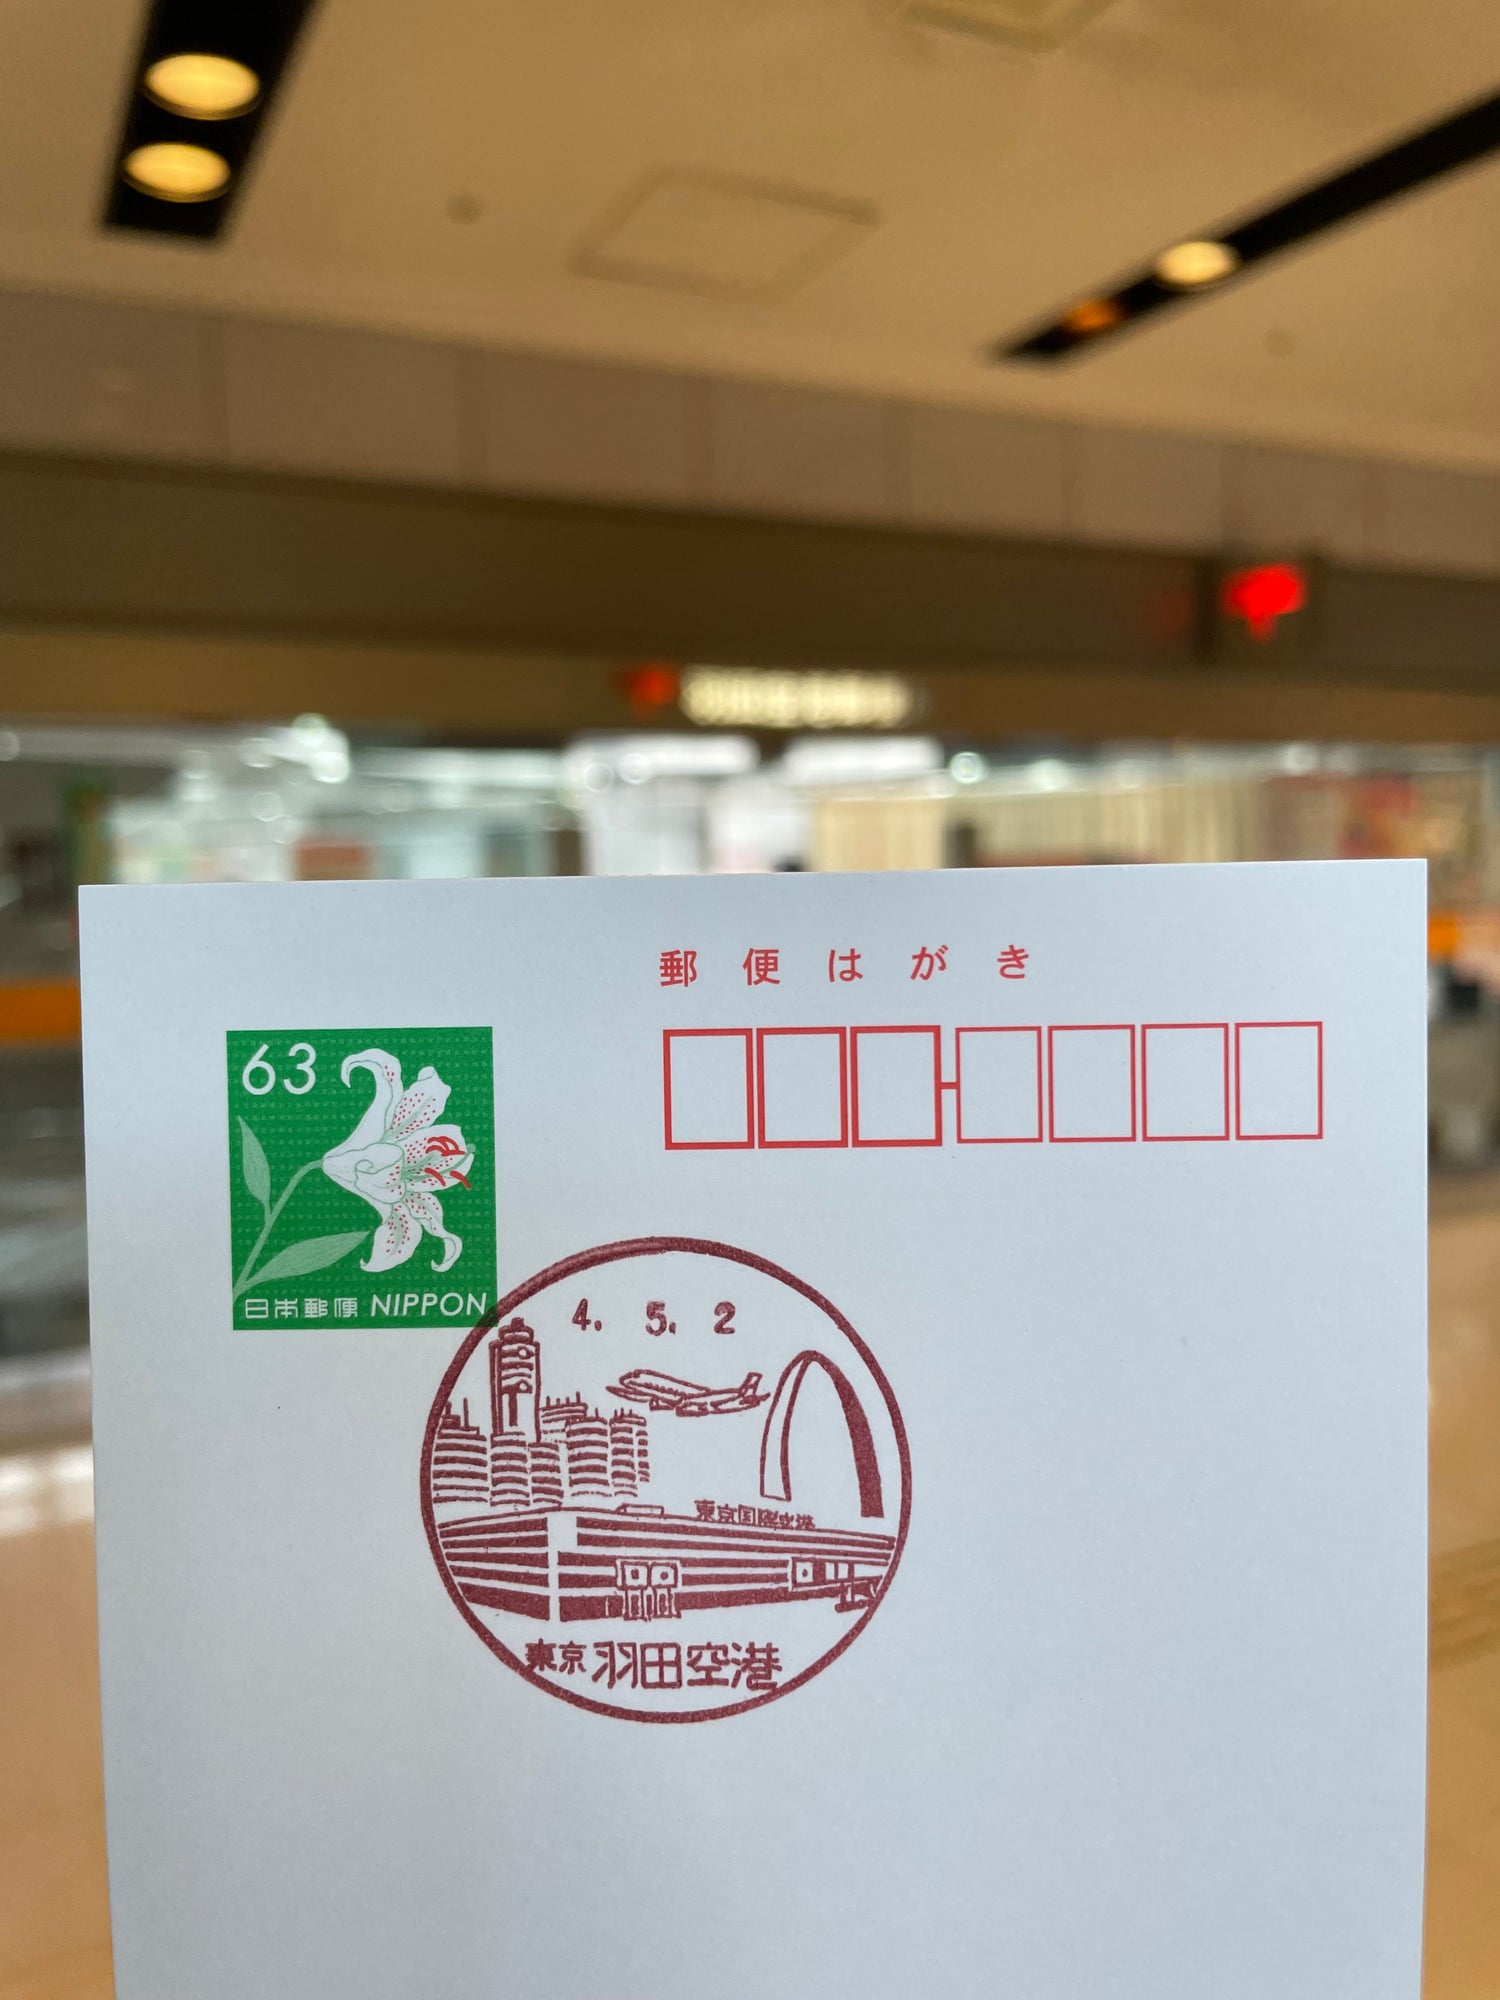 郵便はがき
63
日本郵便 NIPPON
4. 5. 2
東京国際空港
東京 羽田空港